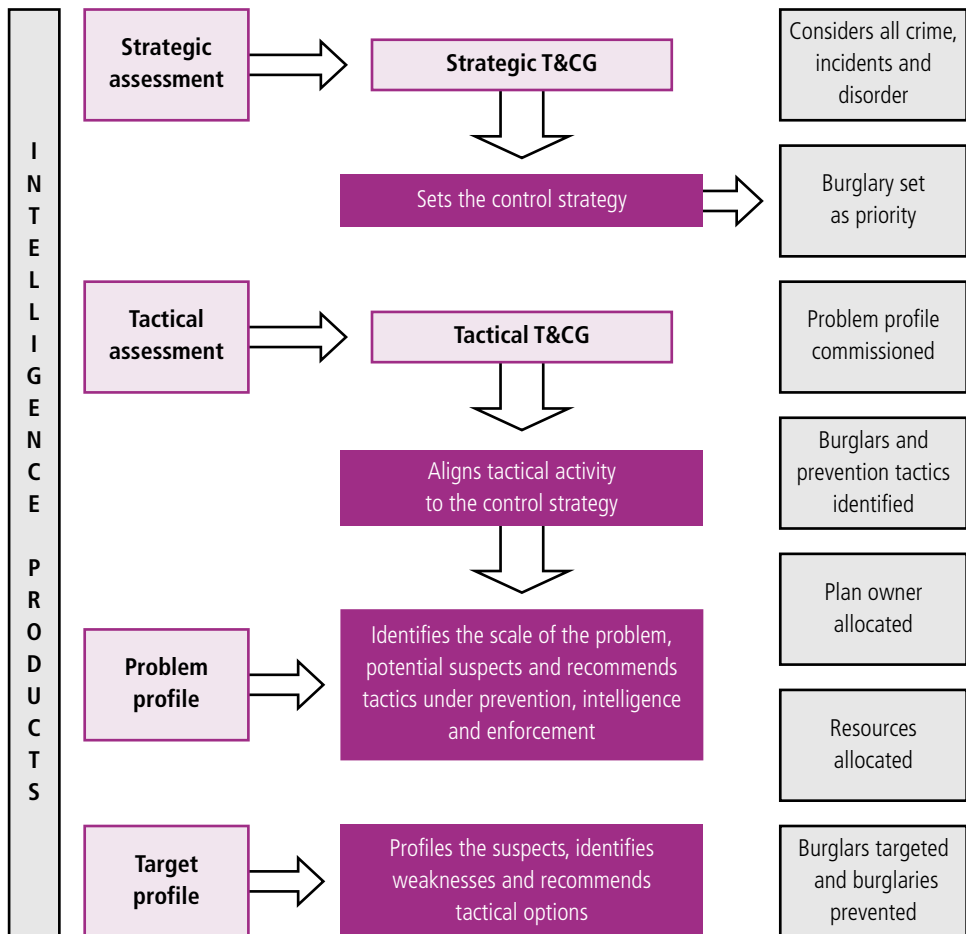 INTELLIGENCE PRODUCTS
Strategic
assessment
Strategic T&CG
Considers all crime,
incidents and
disorder
Sets the control strategy
Burglary set
as priority
Tactical
assessment
Tactical T&CG
Problem profile
commissioned
Aligns tactical activity
to the control strategy
Burglars and
prevention tactics
identified
Plan owner
allocated
Problem
profile
Identifies the scale of the problem,
potential suspects and recommends
tactics under prevention, intelligence
and enforcement
Resources
allocated
Target
profile
Profiles the suspects, identifies
weaknesses and recommends
tactical options
Burglars targeted
and burglaries
prevented